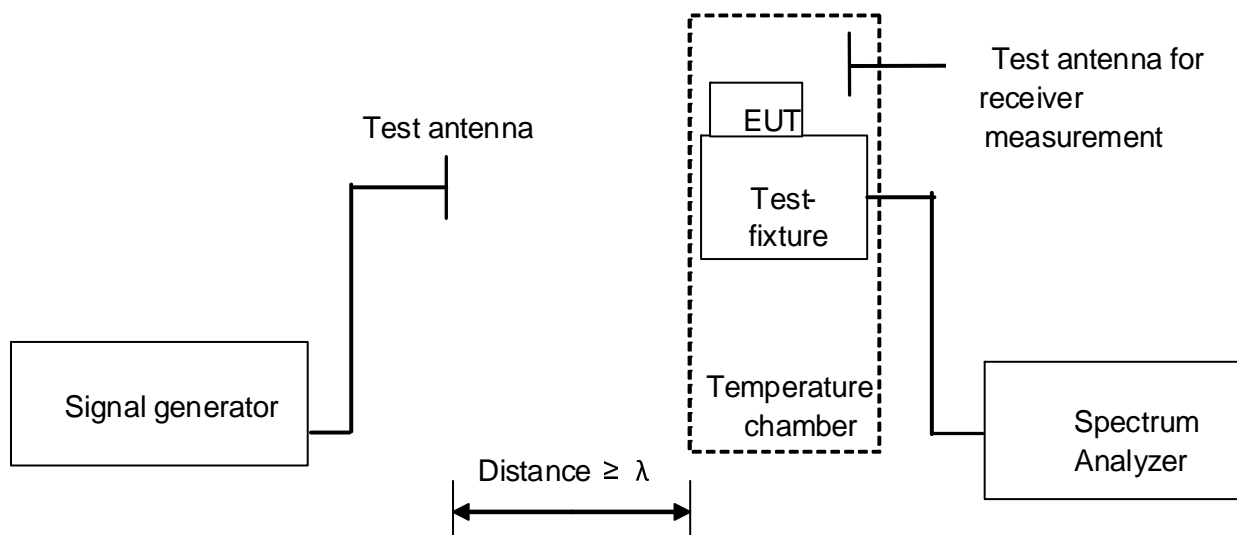 Test antenna
Signal generator
Distance ≥ λ
EUT
Test-
fixture
Temperature
chamber
Test antenna for
receiver
measurement
Spectrum
Analyzer